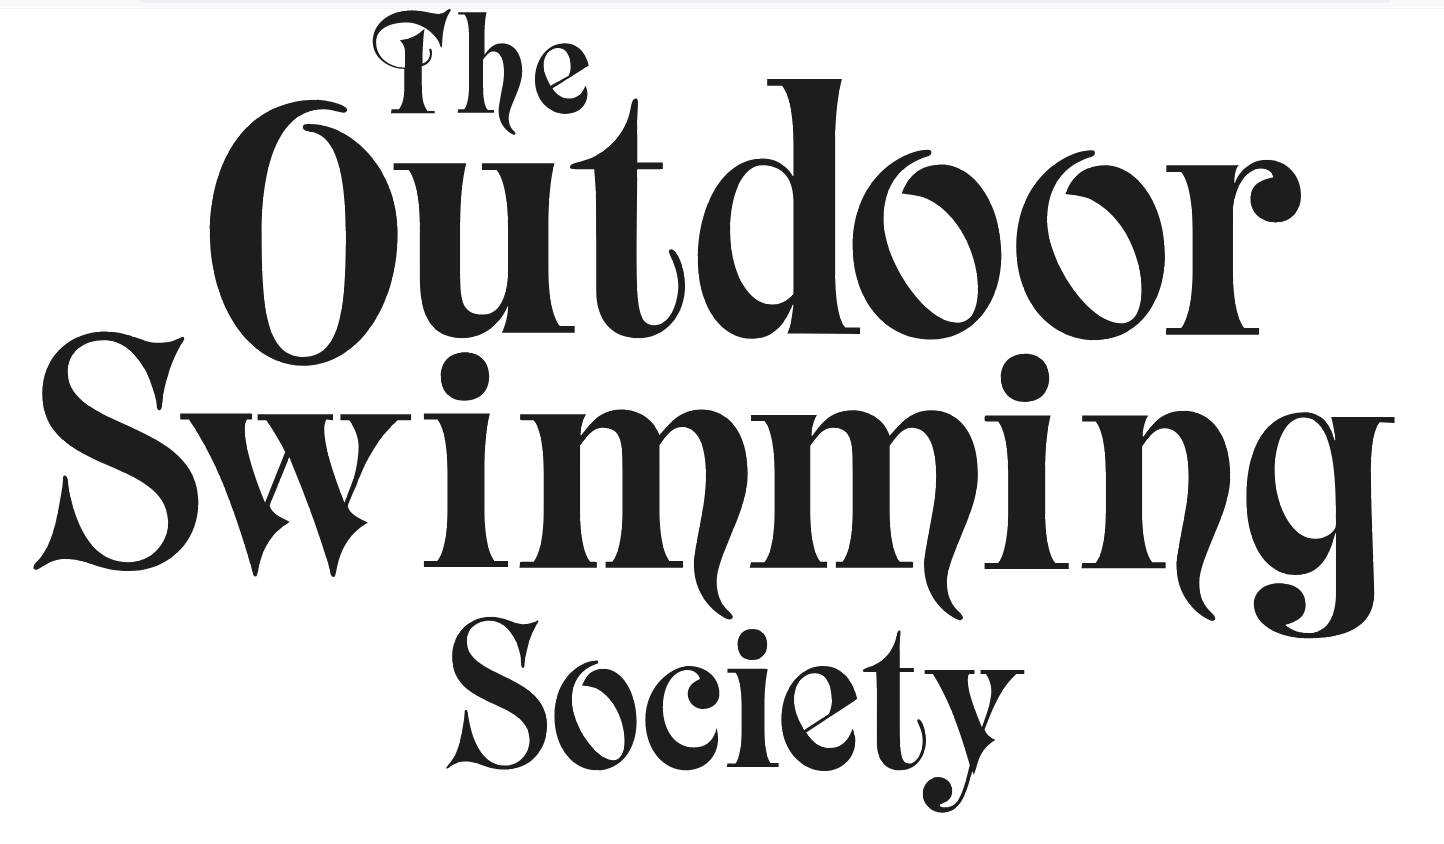 The
Outdoor
Swimming
Society